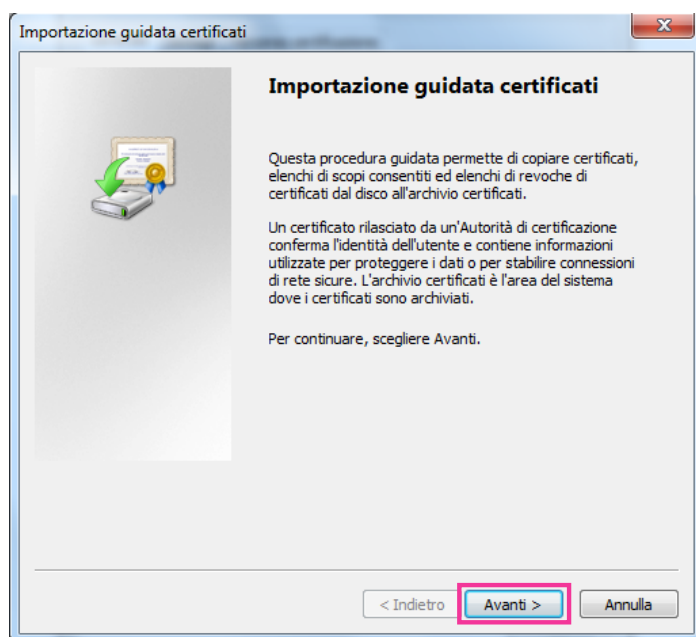 Importazione guidata certificati
Importazione guidata certificati
Questa procedura guidata permette di copiare certificati,
elenchi di scopi consentiti ed elenchi di revoche di
certificati dal disco all'archivio certificati.
Un certificato rilasciato da un'Autorità di certificazione
conferma l'identità dell'utente e contiene informazioni
utilizzate per proteggere i dati o per stabilire connessioni
di rete sicure. L'archivio certificati è l'area del sistema
dove i certificati sono archiviati.
Per continuare, scegliere Avanti.
< Indietro Avanti > Annulla